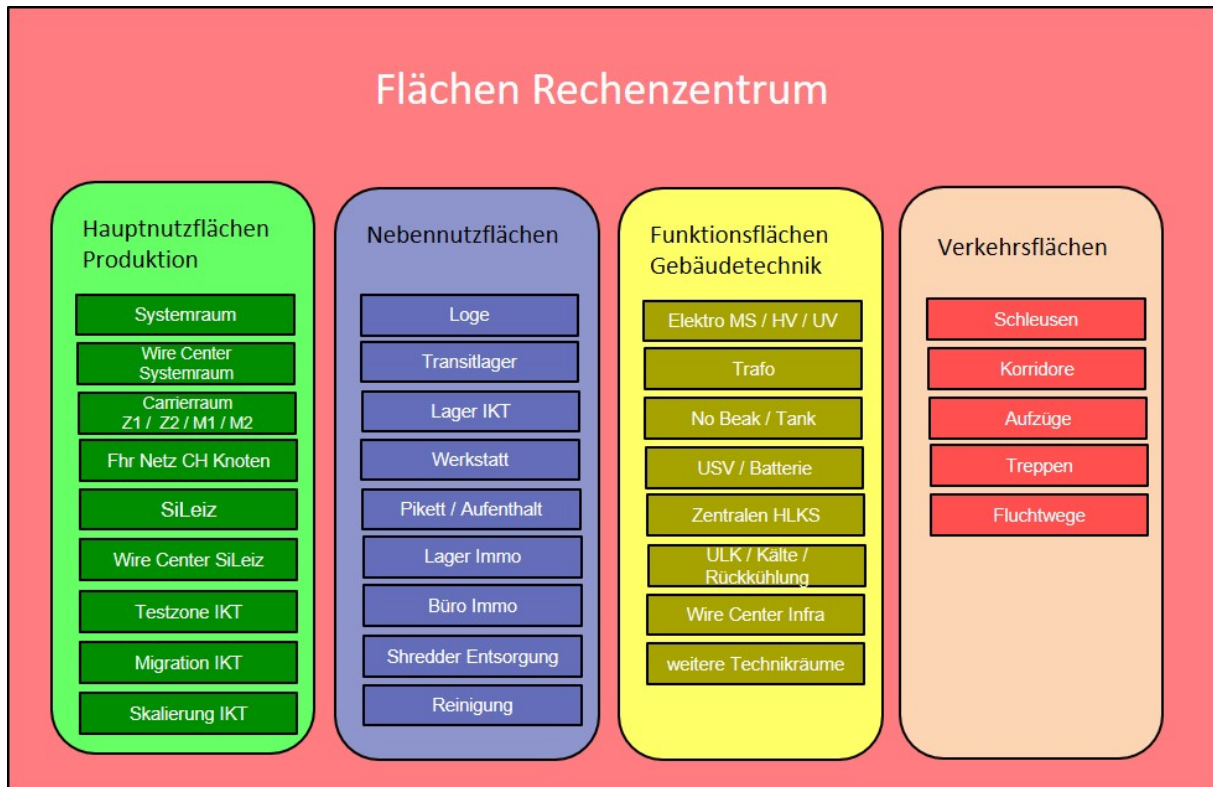 Flächen Rechenzentrum
Hauptnutzflächen
Produktion
Systemraum
Wire Center
Systemraum
Carrierraum
Z1 / Z2 / M1 / M2
Fhr Netz CH Knoten
SiLeiz
Wire Center SiLeiz
Testzone IKT
Migration IKT
Skalierung IKT
Nebennutzflächen
Loge
Transitlager
Lager IKT
Werkstatt
Pikett / Aufenthalt
Lager Immo
Büro Immo
Shredder Entsorgung
Reinigung
Funktionsflächen
Gebäudetechnik
Elektro MS / HV / UV
Trafo
No Beak / Tank
USV / Batterie
Zentralen HLKS
ULK / Kälte /
Rückkühlung
Wire Center Infra
weitere Technikräume
Verkehrsflächen
Schleusen
Korridore
Aufzüge
Treppen
Fluchtwege